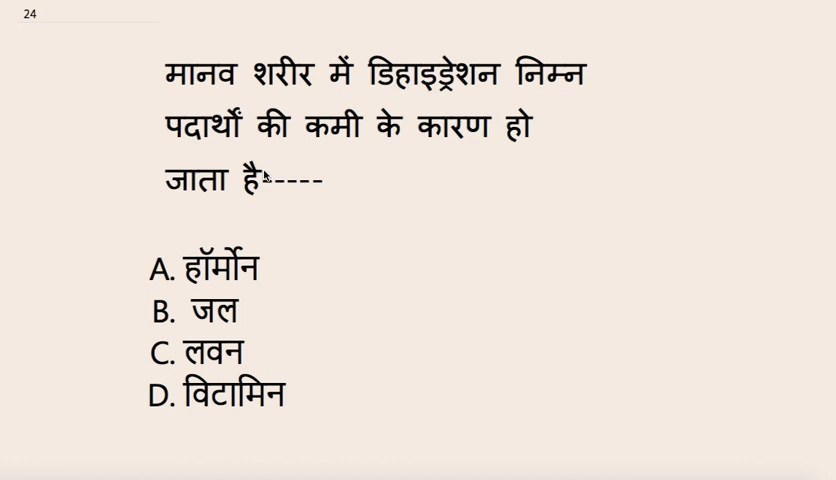 24
मानव शरीर में डिहाइड्रेशन निम्न
पदार्थों की कमी के कारण हो
जाता है-----
A. हॉर्मोन
B. जल
C. लवन
D. विटामिन